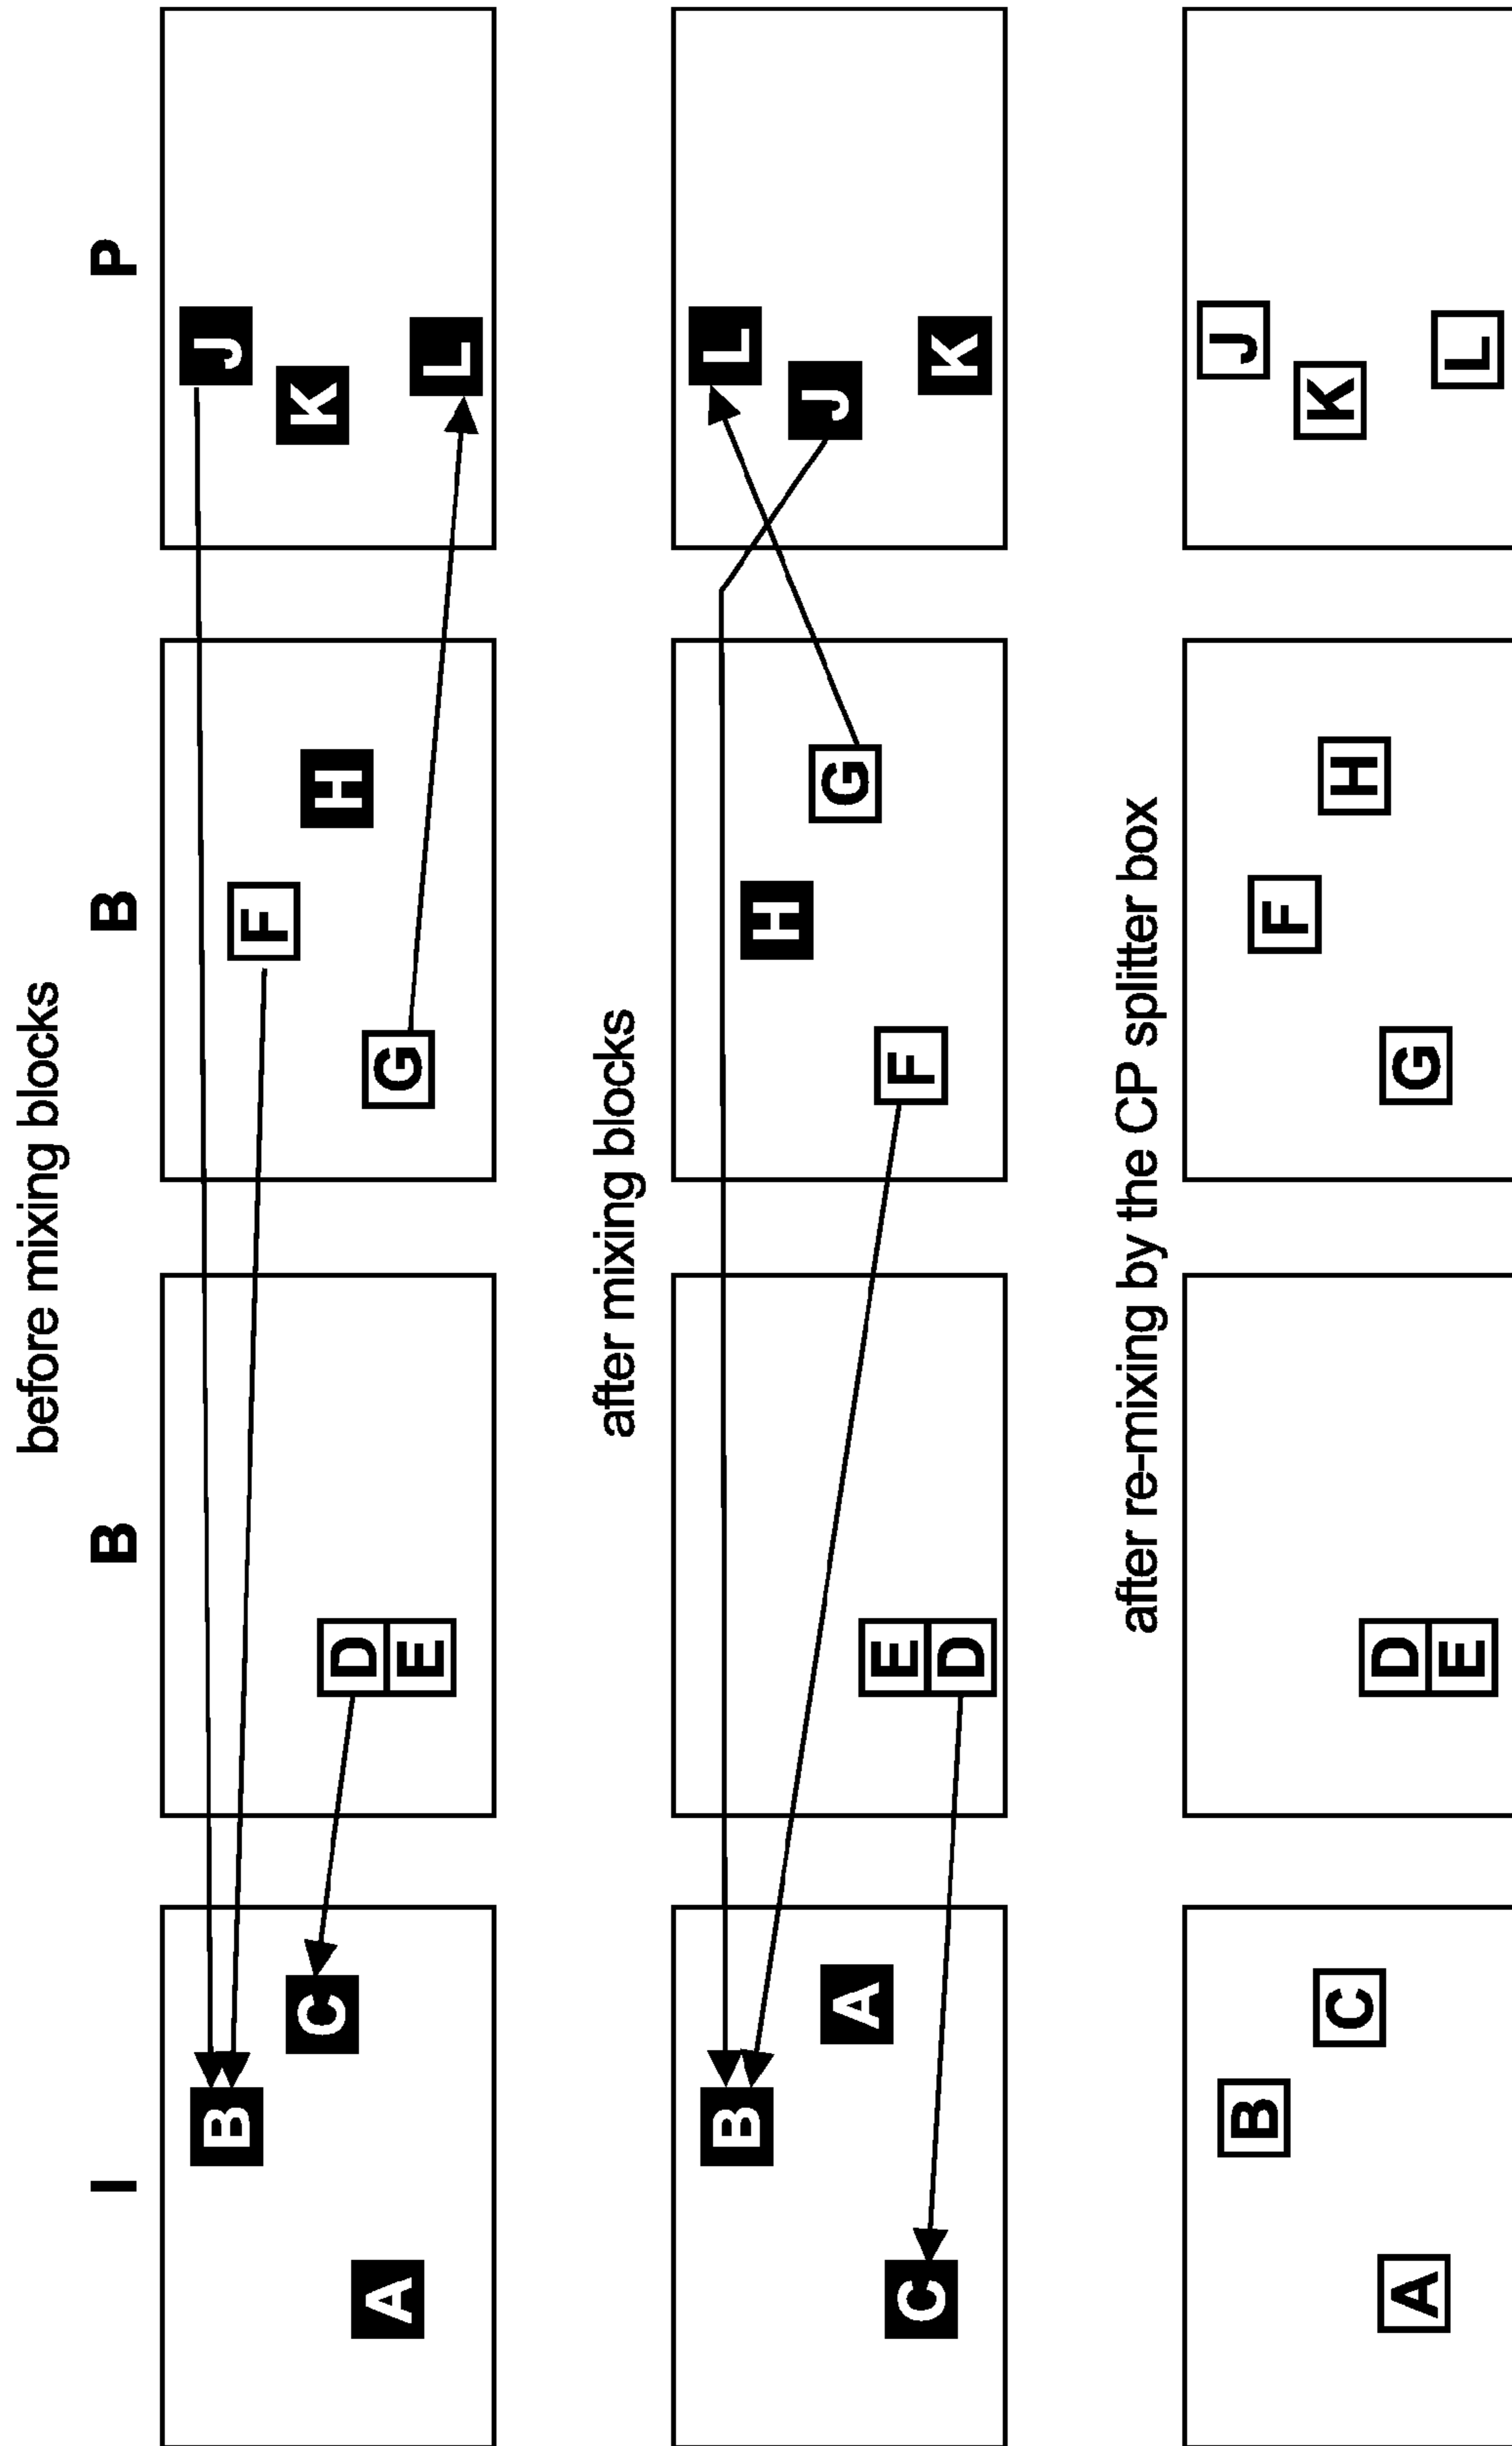 before mixing blocks
I B B P
B
C
A
D
E
F
H
G
J
K
L
after mixing blocks
B
A
C
E
D
H
G
F
L
J
K
after re-mixing by the CP splitter box
B
C
A
D
E
F
H
G
J
K
L